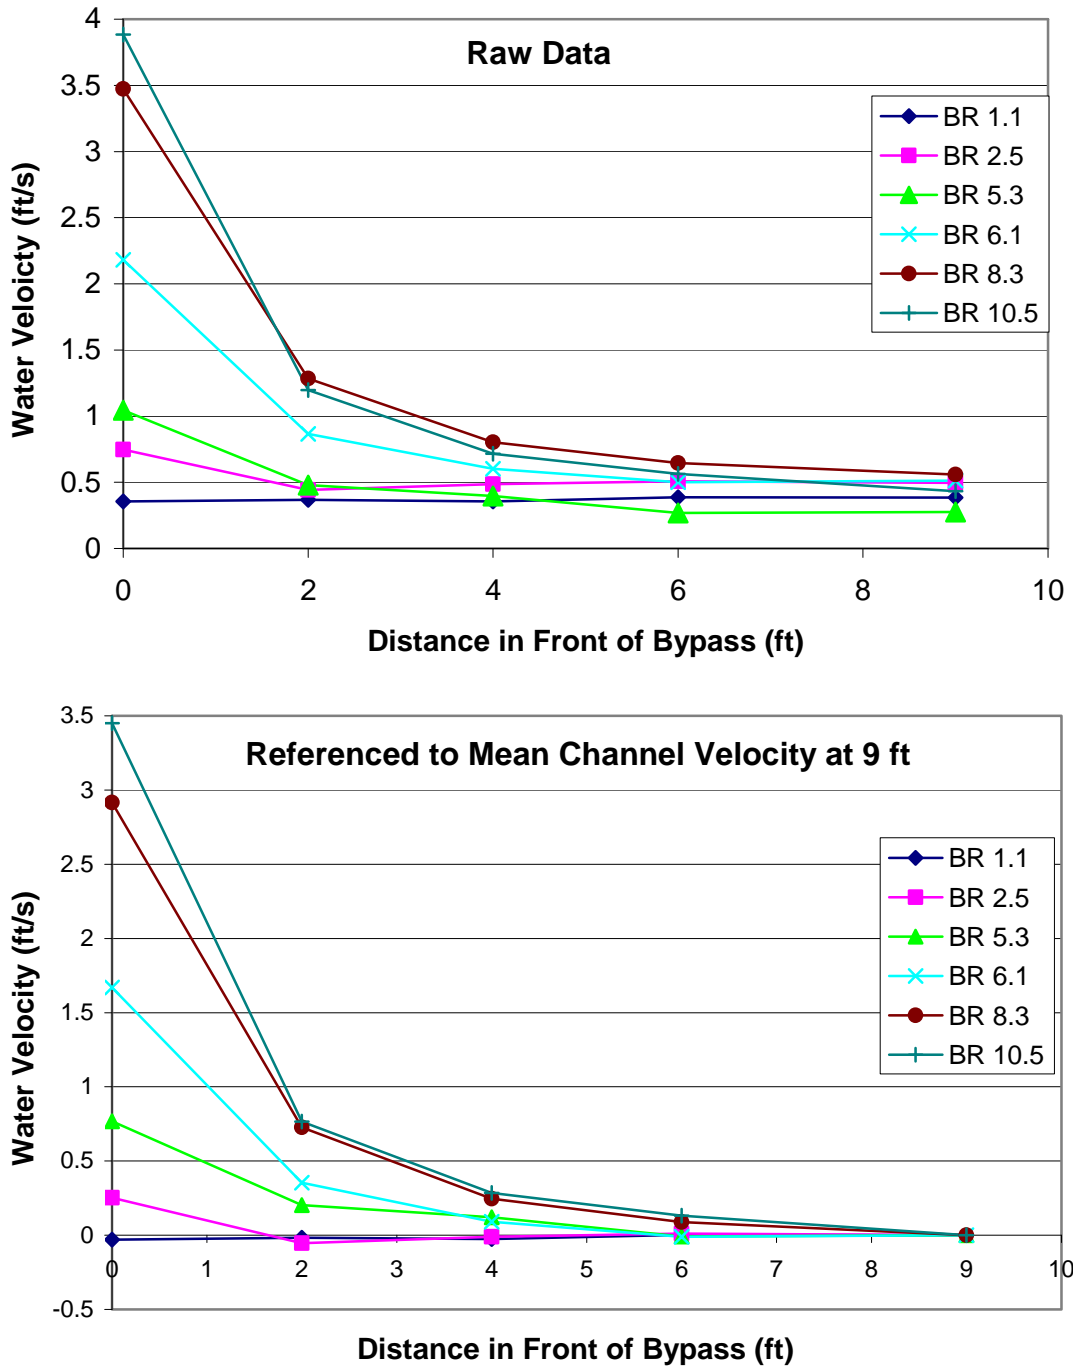 Raw Data
4
3.5
3
2.5
2
1.5
1
0.5
0
Water Veloicty (ft/s)
BR 1.1
BR 2.5
BR 5.3
BR 6.1
BR 8.3
BR 10.5
0 2 4 6 8 10
Distance in Front of Bypass (ft)
Referenced to Mean Channel Velocity at 9 ft
3.5
3
2.5
2
1.5
1
0.5
0
-0.5
Water Velocity (ft/s)
BR 1.1
BR 2.5
BR 5.3
BR 6.1
BR 8.3
BR 10.5
0 1 2 3 4 5 6 7 8 9 10
Distance in Front of Bypass (ft)